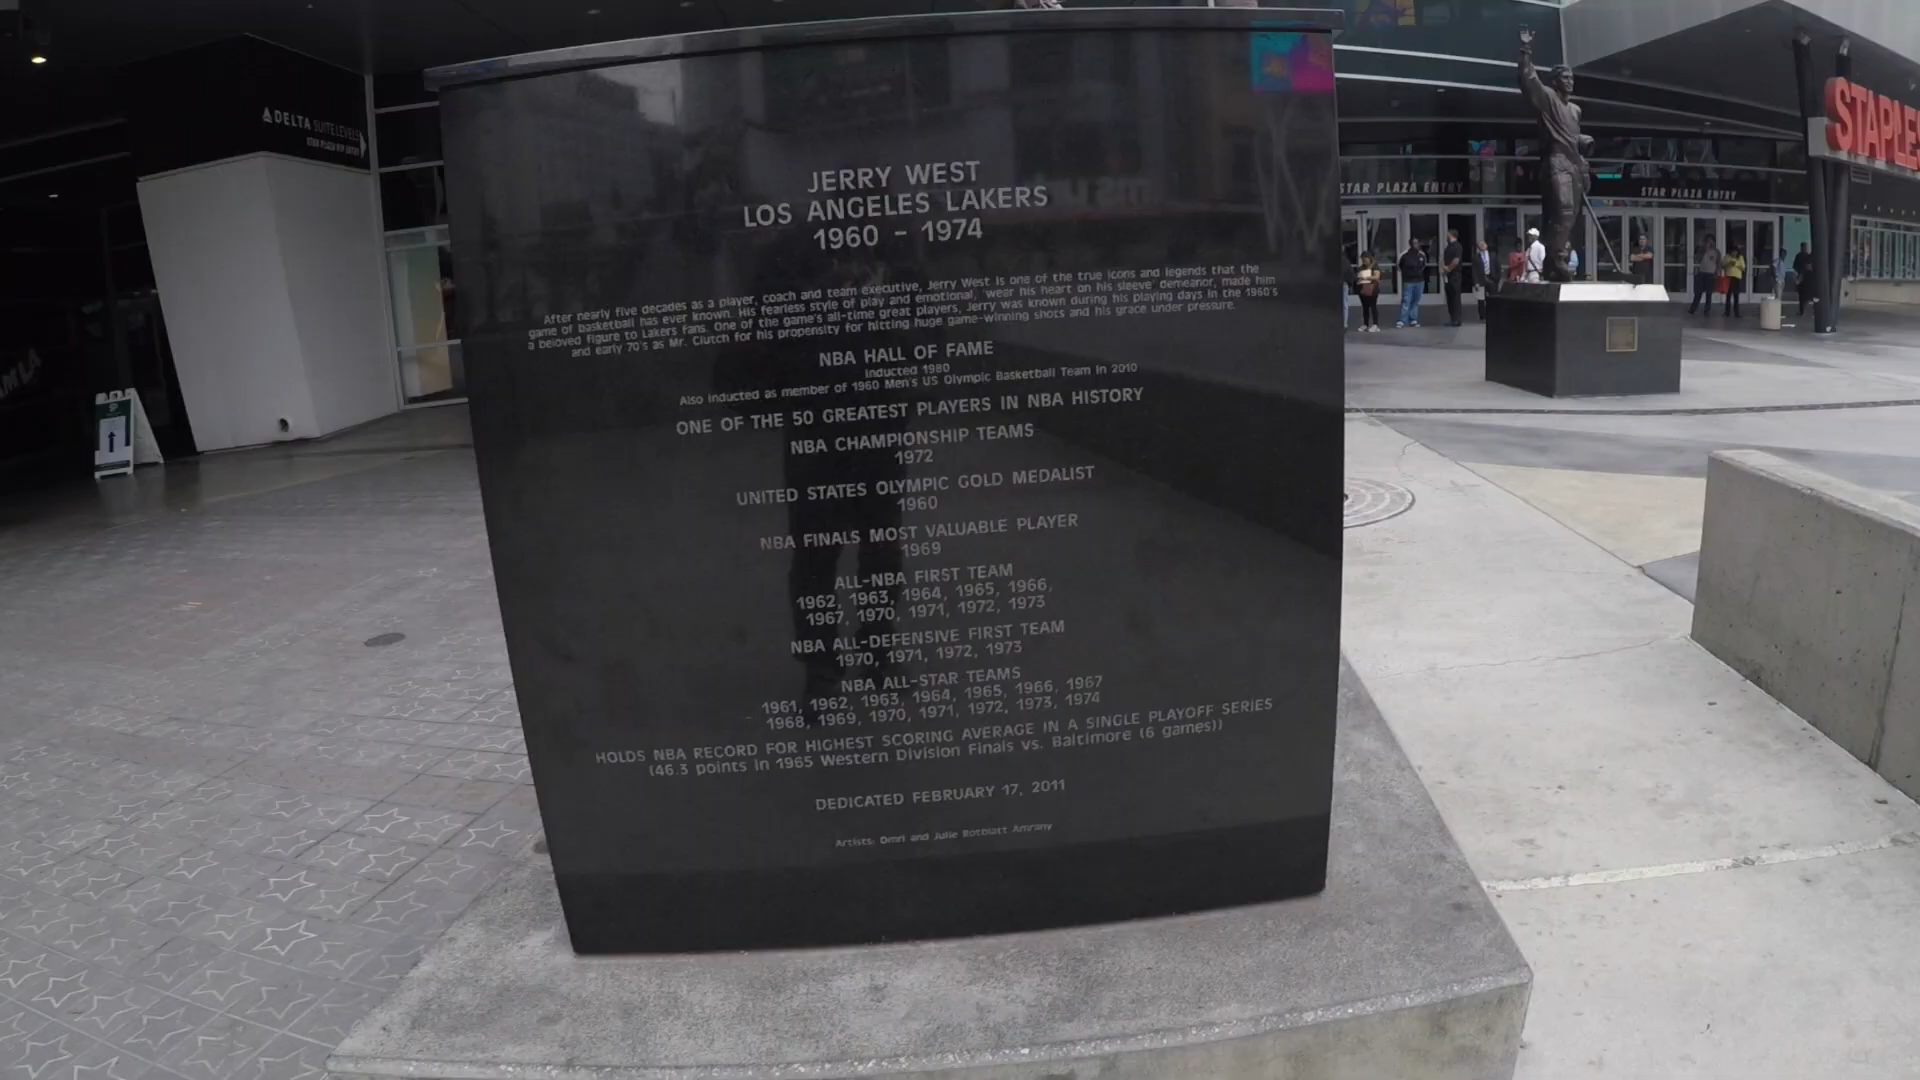 DELTA SUITE LEVELS
STAR PLAZA VIP ENTRY
JERRY WEST
LOS ANGELES LAKERS
1960 - 1974
After nearly five decades as a player, coach and team executive, Jerry West is one of the true icons and legends that the
game of basketball has ever known. His fearless style of play and emotional, 'wear his heart on his sleeve' demeanor, made him
a beloved figure to Lakers fans. One of the game's all-time great players, Jerry was known during his playing days in the 1960's
and early 70's as Mr. Clutch for his propensity for hitting huge game-winning shots and his grace under pressure.
NBA HALL OF FAME
Inducted 1980
Also inducted as member of 1960 Men's US Olympic Basketball Team in 2010
ONE OF THE 50 GREATEST PLAYERS IN NBA HISTORY
NBA CHAMPIONSHIP TEAMS
1972
UNITED STATES OLYMPIC GOLD MEDALIST
1960
NBA FINALS MOST VALUABLE PLAYER
1969
ALL-NBA FIRST TEAM
1962, 1963, 1964, 1965, 1966,
1967, 1970, 1971, 1972, 1973
NBA ALL-DEFENSIVE FIRST TEAM
1970, 1971, 1972, 1973
NBA ALL-STAR TEAMS
1961, 1962, 1963, 1964, 1965, 1966, 1967
1968, 1969, 1970, 1971, 1972, 1973, 1974
HOLDS NBA RECORD FOR HIGHEST SCORING AVERAGE IN A SINGLE PLAYOFF SERIES
(46.3 points in 1965 Western Division Finals vs. Baltimore (6 games))
DEDICATED FEBRUARY 17, 2011
Artists: Omri and Julie Rotblatt Amrany
STAR PLAZA ENTRY
STAR PLAZA ENTRY
STAPLES